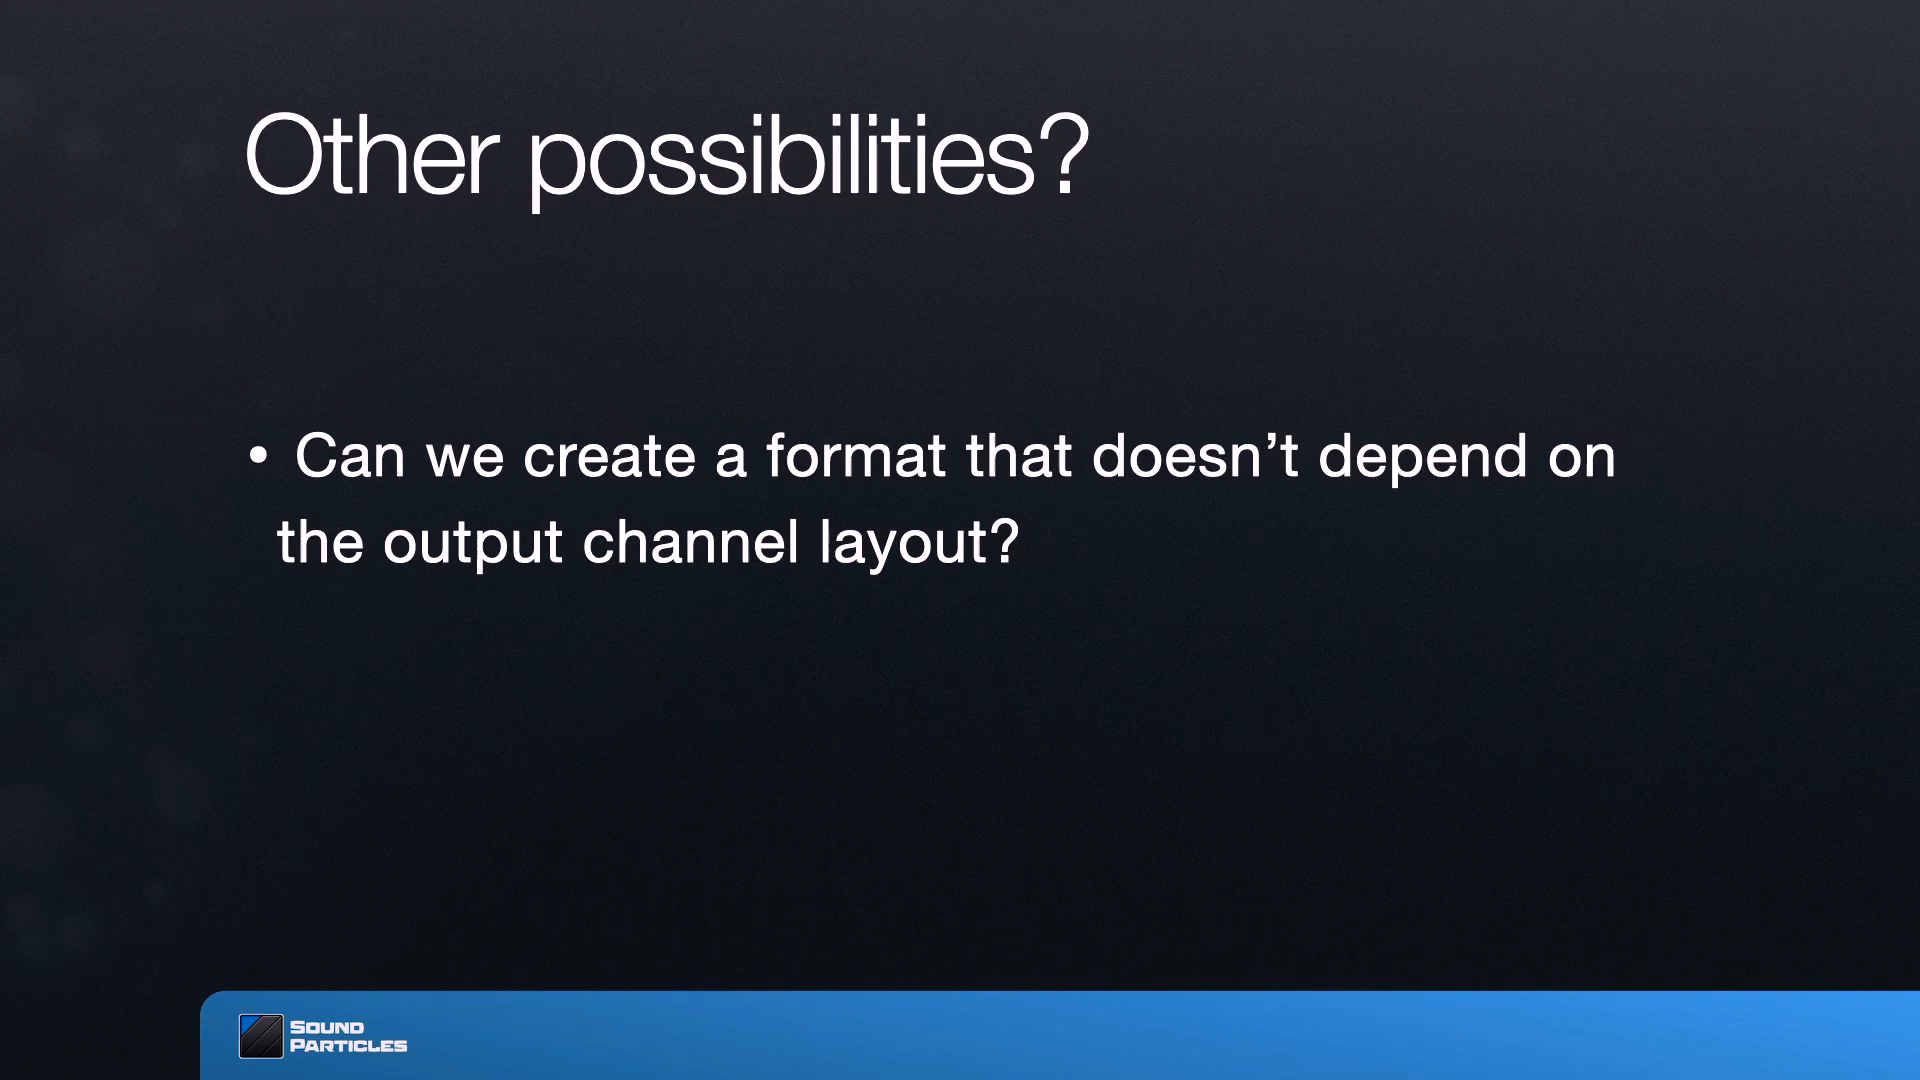 Other possibilities?
• Can we create a format that doesn’t depend on
the output channel layout?
SOUND
PARTICLES